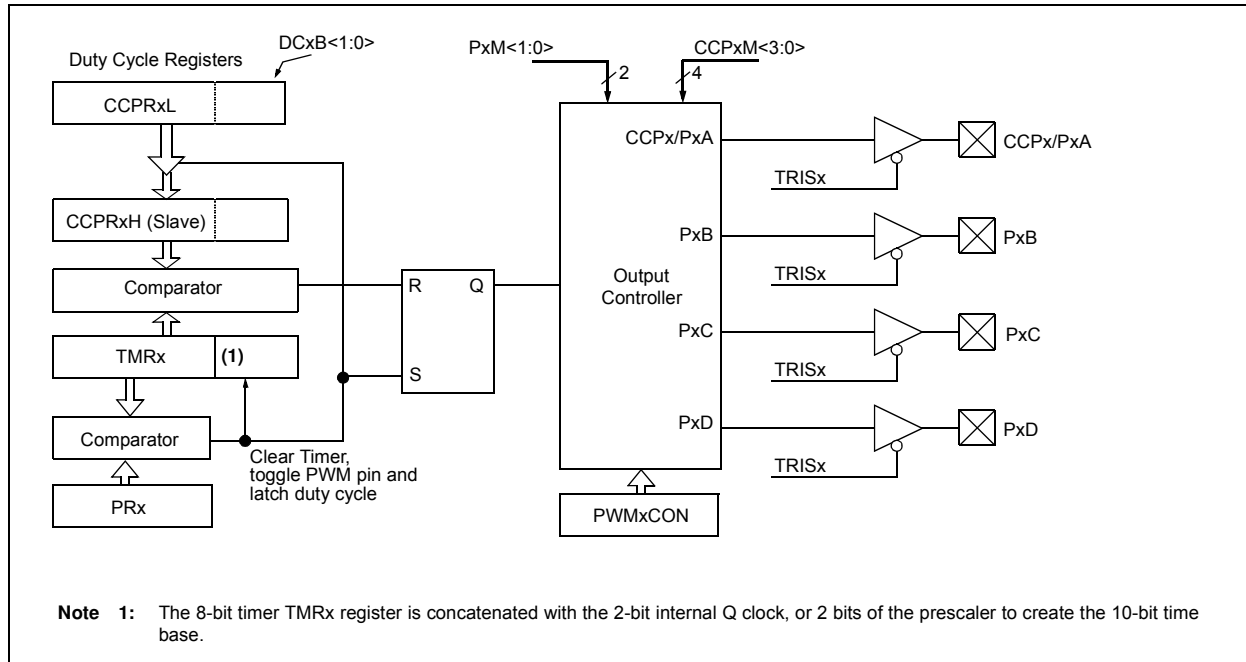 DCxB<1:0>
Duty Cycle Registers
CCPRxL
CCPRxH (Slave)
Comparator
TMRx
(1)
Comparator
PRx
Clear Timer,
toggle PWM pin and
latch duty cycle
R
Q
S
PxM<1:0>
2
CCPxM<3:0>
4
CCPx/PxA
PxB
Output
Controller
PxC
PxD
PWMxCON
TRISx
CCPx/PxA
TRISx
PxB
TRISx
PxC
TRISx
PxD
Note 1: The 8-bit timer TMRx register is concatenated with the 2-bit internal Q clock, or 2 bits of the prescaler to create the 10-bit time
base.